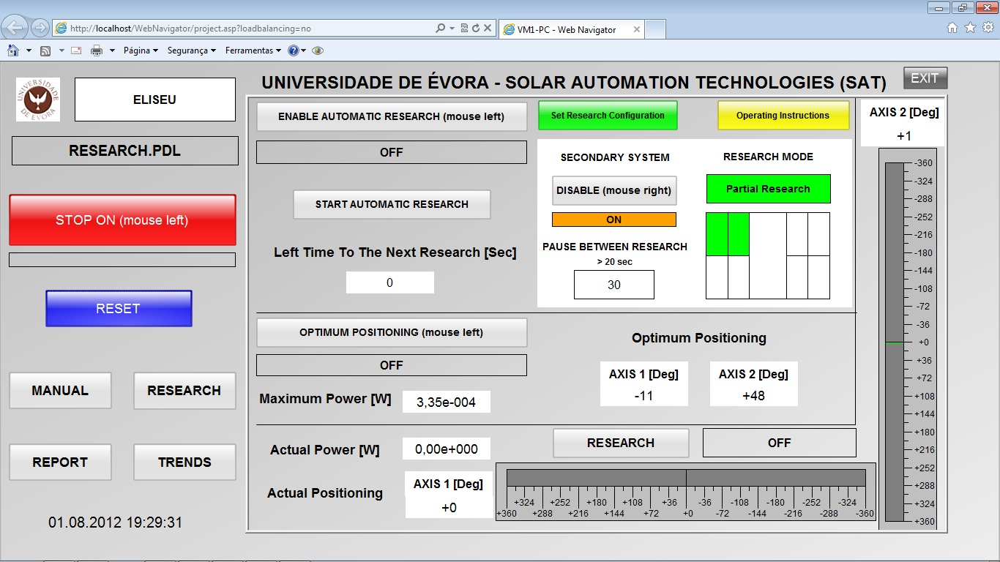 http://localhost/WebNavigator/project.asp?loadbalancing=no
VM1-PC - Web Navigator
Página
Segurança
Ferramentas
UNIVERSIDADE DE ÉVORA
ELISEU
UNIVERSIDADE DE ÉVORA - SOLAR AUTOMATION TECHNOLOGIES (SAT)
EXIT
RESEARCH.PDL
STOP ON (mouse left)
RESET
MANUAL
RESEARCH
REPORT
TRENDS
01.08.2012 19:29:31
ENABLE AUTOMATIC RESEARCH (mouse left)
OFF
START AUTOMATIC RESEARCH
Left Time To The Next Research [Sec]
0
Set Research Configuration
Operating Instructions
SECONDARY SYSTEM
DISABLE (mouse right)
ON
PAUSE BETWEEN RESEARCH
> 20 sec
30
RESEARCH MODE
Partial Research
OPTIMUM POSITIONING (mouse left)
OFF
Maximum Power [W]
3,35e-004
Optimum Positioning
AXIS 1 [Deg]
-11
AXIS 2 [Deg]
+48
Actual Power [W]
0,00e+000
Actual Positioning
AXIS 1 [Deg]
+0
RESEARCH
OFF
+324 +252 +180 +108 +36 -36 -108 -180 -252 -324
+360 +288 +216 +144 +72 +0 -72 -144 -216 -288 -360
AXIS 2 [Deg]
+1
-360
-324
-288
-252
-216
-180
-144
-108
-72
-36
+0
+36
+72
+108
+144
+180
+216
+252
+288
+324
+360